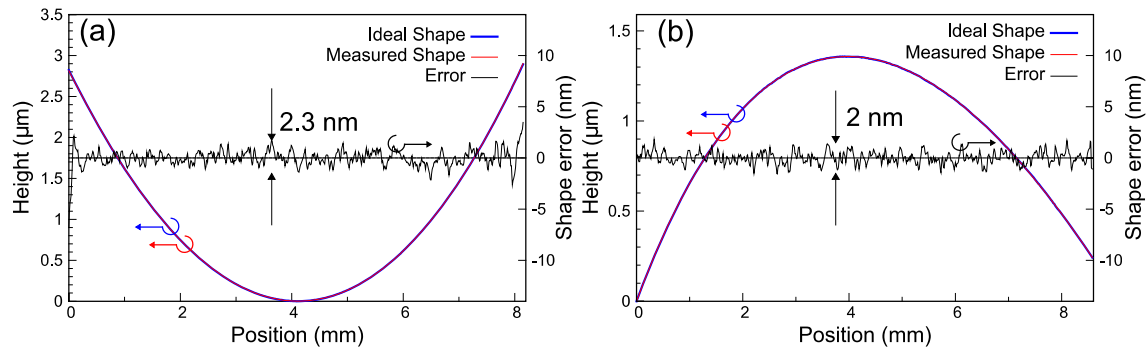 (a)
Ideal Shape
Measured Shape
Error
2.3 nm
Height (µm)
3.5
3
2.5
2
1.5
1
0.5
0
0
2
4
6
8
Position (mm)
10
5
0
−5
−10
Shape error (nm)
(b)
Ideal Shape
Measured Shape
Error
2 nm
Height (µm)
1.5
1
0.5
0
0
2
4
6
8
Position (mm)
10
5
0
−5
−10
Shape error (nm)